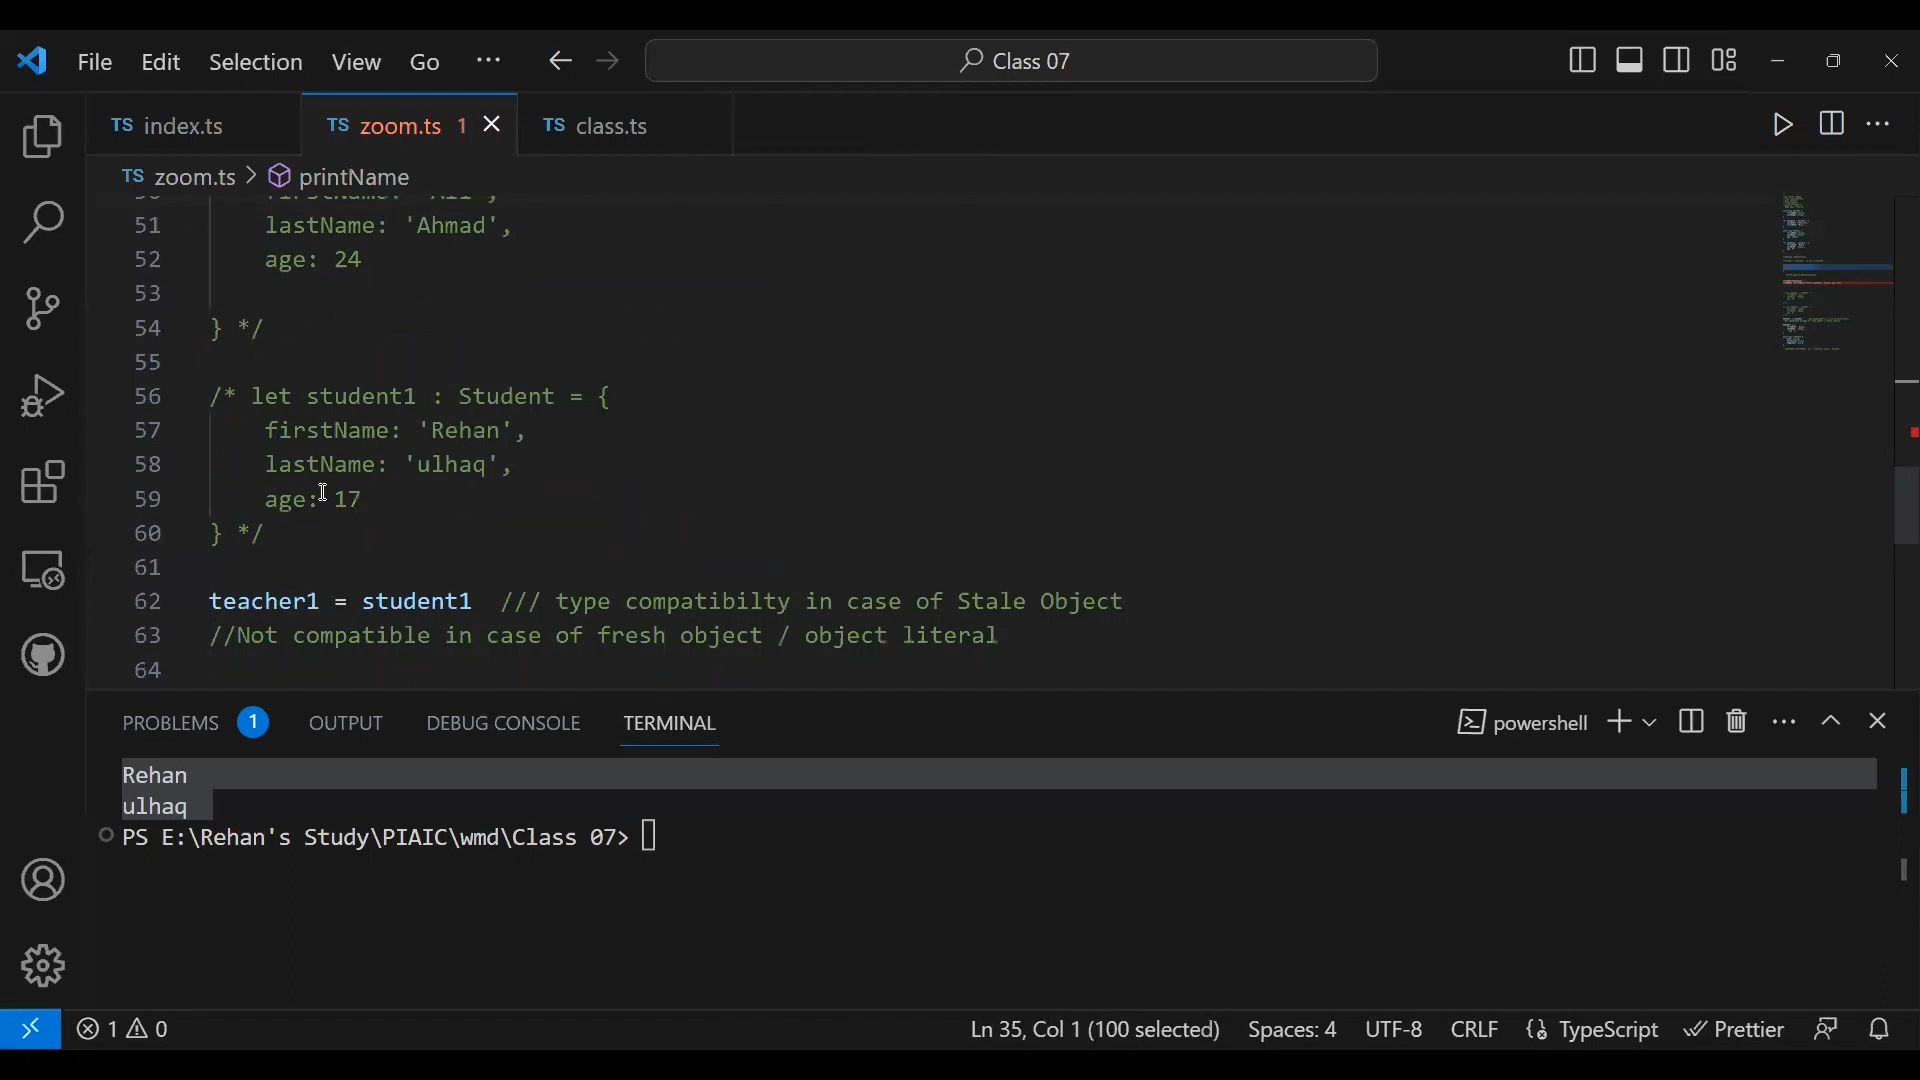 File Edit Selection View Go ··· Class 07
TS index.ts TS zoom.ts 1 TS class.ts
TS zoom.ts > printName
51 lastName: 'Ahmad',
52 age: 24
53
54 } */
55
56 /* let student1 : Student = {
57 firstName: 'Rehan',
58 lastName: 'ulhaq',
59 age: 17
60 } */
61
62 teacher1 = student1 /// type compatibilty in case of Stale Object
63 //Not compatible in case of fresh object / object literal
64
PROBLEMS 1 OUTPUT DEBUG CONSOLE TERMINAL powershell
Rehan
ulhaq
PS E:\Rehan's Study\PIAIC\wmd\Class 07>
1 0 Ln 35, Col 1 (100 selected) Spaces: 4 UTF-8 CRLF {} TypeScript Prettier